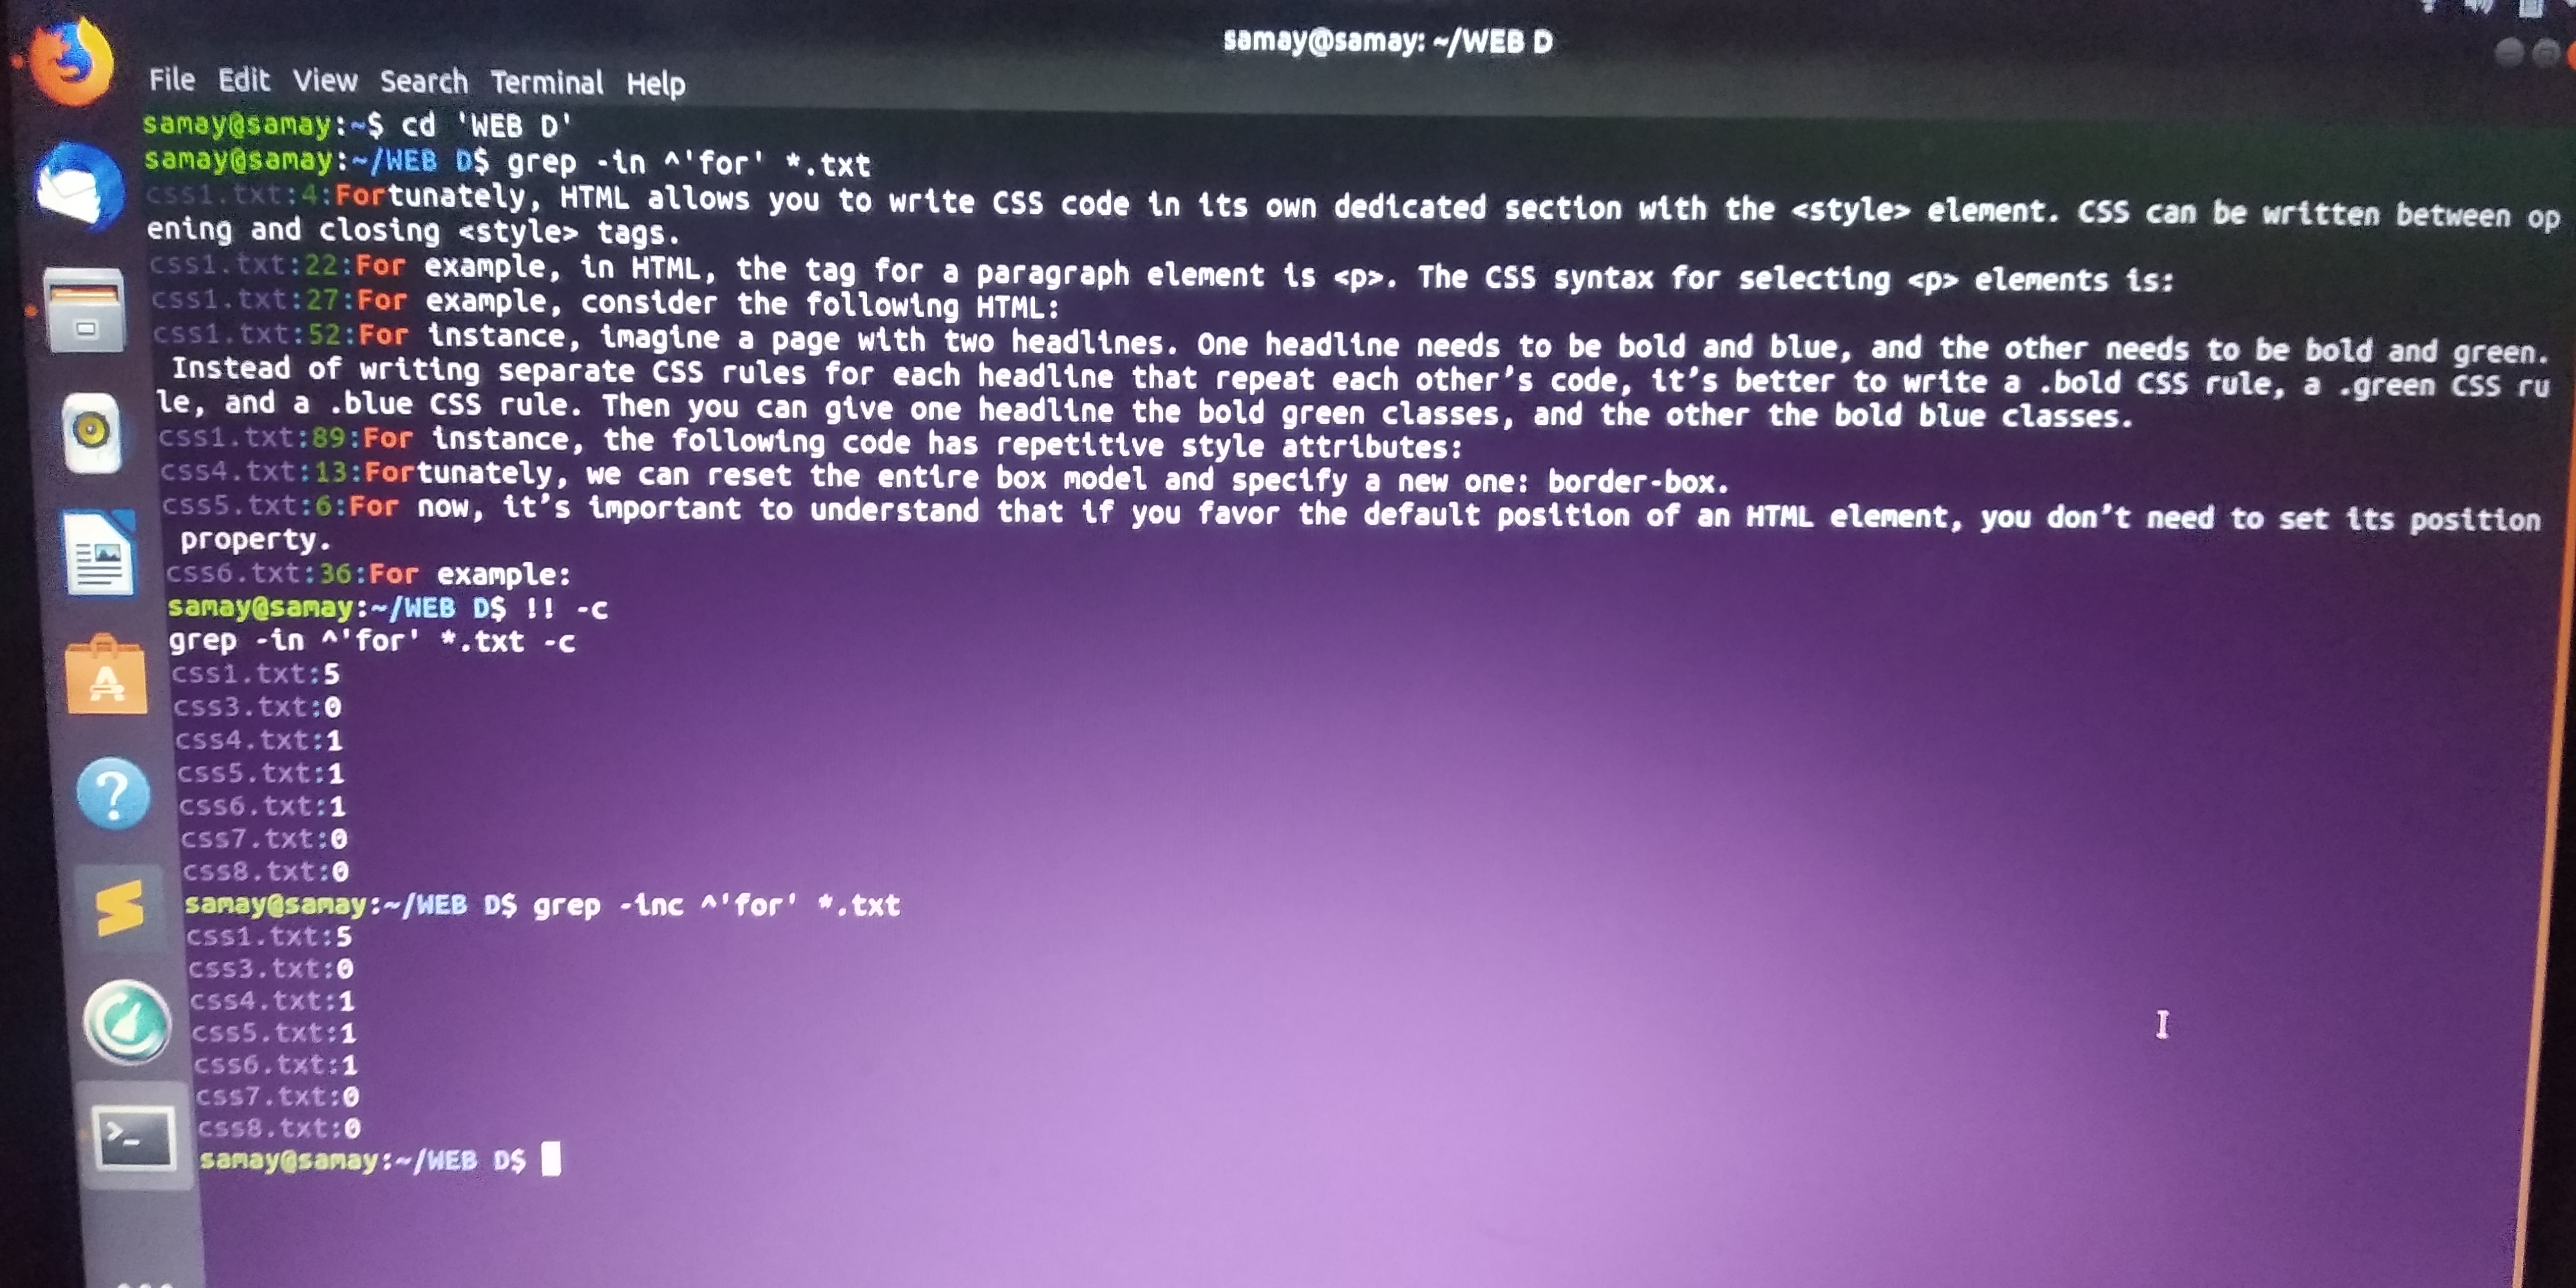 samay@samay: ~/WEB D
File Edit View Search Terminal Help
samay@samay:~$ cd 'WEB D'
samay@samay:~/WEB D$ grep -in ^'for' *.txt
css1.txt:4:Fortunately, HTML allows you to write CSS code in its own dedicated section with the <style> element. CSS can be written between op
ening and closing <style> tags.
css1.txt:22:For example, in HTML, the tag for a paragraph element is <p>. The CSS syntax for selecting <p> elements is:
css1.txt:27:For example, consider the following HTML:
css1.txt:52:For instance, imagine a page with two headlines. One headline needs to be bold and blue, and the other needs to be bold and green.
Instead of writing separate CSS rules for each headline that repeat each other’s code, it’s better to write a .bold CSS rule, a .green CSS ru
le, and a .blue CSS rule. Then you can give one headline the bold green classes, and the other the bold blue classes.
css1.txt:89:For instance, the following code has repetitive style attributes:
css4.txt:13:Fortunately, we can reset the entire box model and specify a new one: border-box.
css5.txt:6:For now, it’s important to understand that if you favor the default position of an HTML element, you don’t need to set its position
property.
css6.txt:36:For example:
samay@samay:~/WEB D$ !! -c
grep -in ^'for' *.txt -c
css1.txt:5
css3.txt:0
css4.txt:1
css5.txt:1
css6.txt:1
css7.txt:0
css8.txt:0
samay@samay:~/WEB D$ grep -inc ^'for' *.txt
css1.txt:5
css3.txt:0
css4.txt:1
css5.txt:1
css6.txt:1
css7.txt:0
css8.txt:0
samay@samay:~/WEB D$